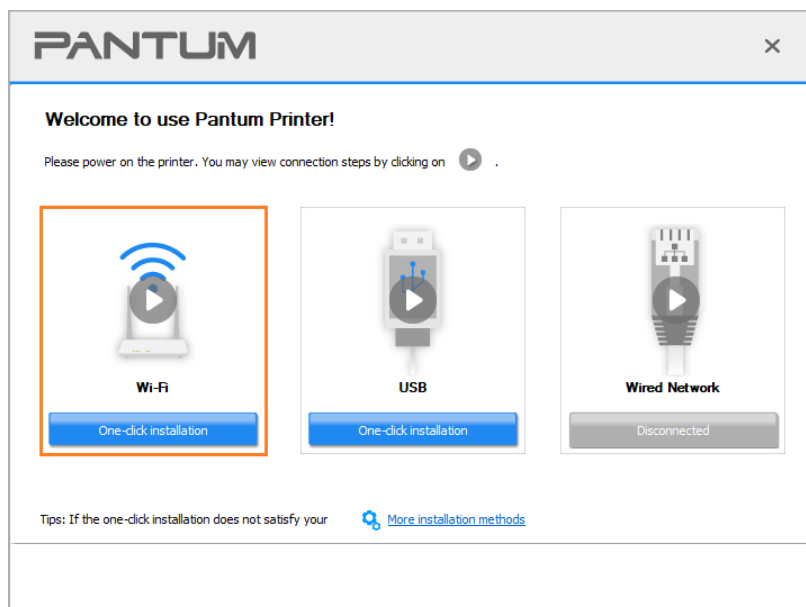 PANTUM
Welcome to use Pantum Printer!
Please power on the printer. You may view connection steps by clicking on .
Wi-Fi
USB
Wired Network
One-click installation
One-click installation
Disconnected
Tips: If the one-click installation does not satisfy your
More installation methods